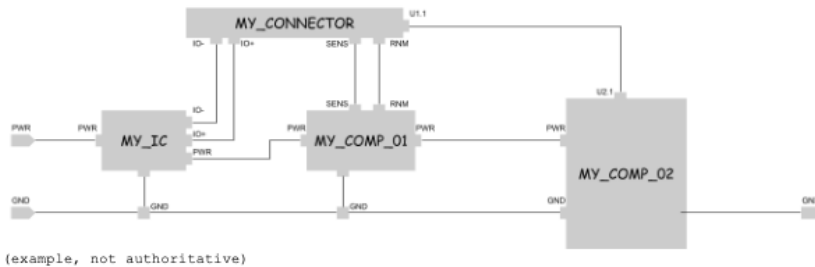 MY_CONNECTOR
U1.1
IO-
IO+
SENS
RNM
U2.1
IO-
SENS
RNM
PWR
PWR
MY_IC
IO+
PWR
PWR
MY_COMP_01
PWR
PWR
MY_COMP_02
GND
GND
GND
GND
GND
(example, not authoritative)